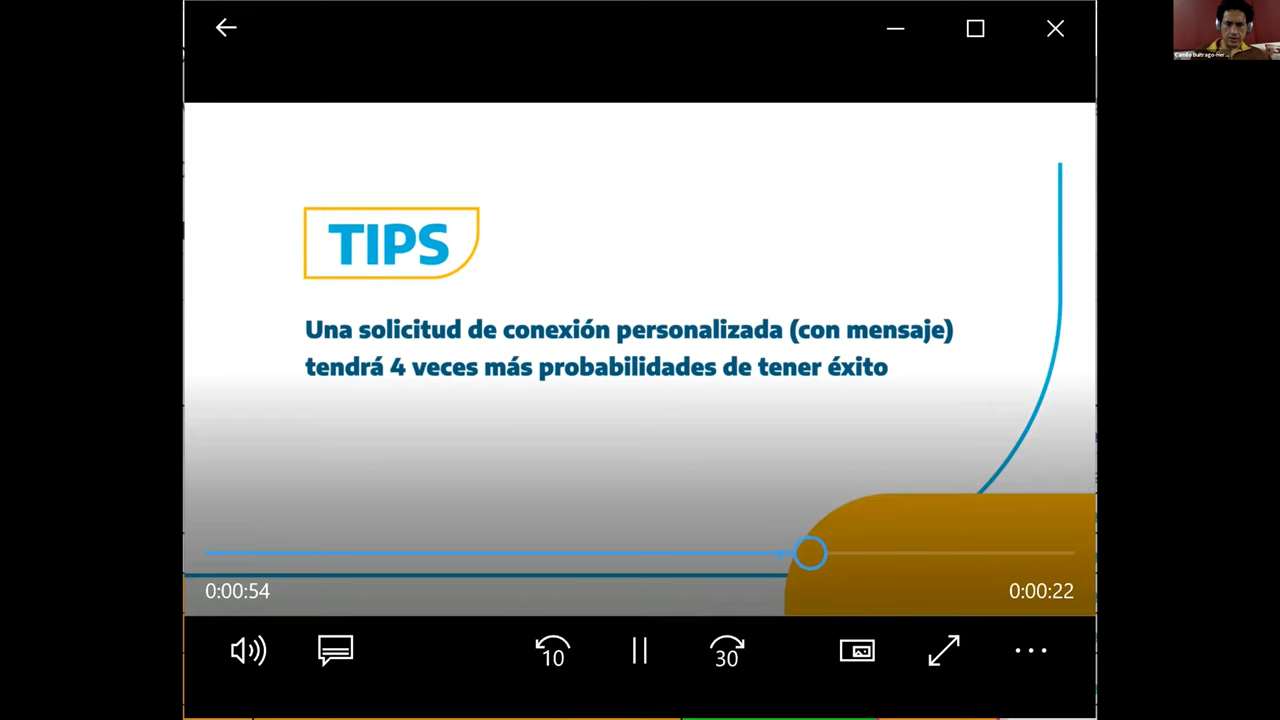 TIPS
Una solicitud de conexión personalizada (con mensaje)
tendrá 4 veces más probabilidades de tener éxito
0:00:54
0:00:22
10
30